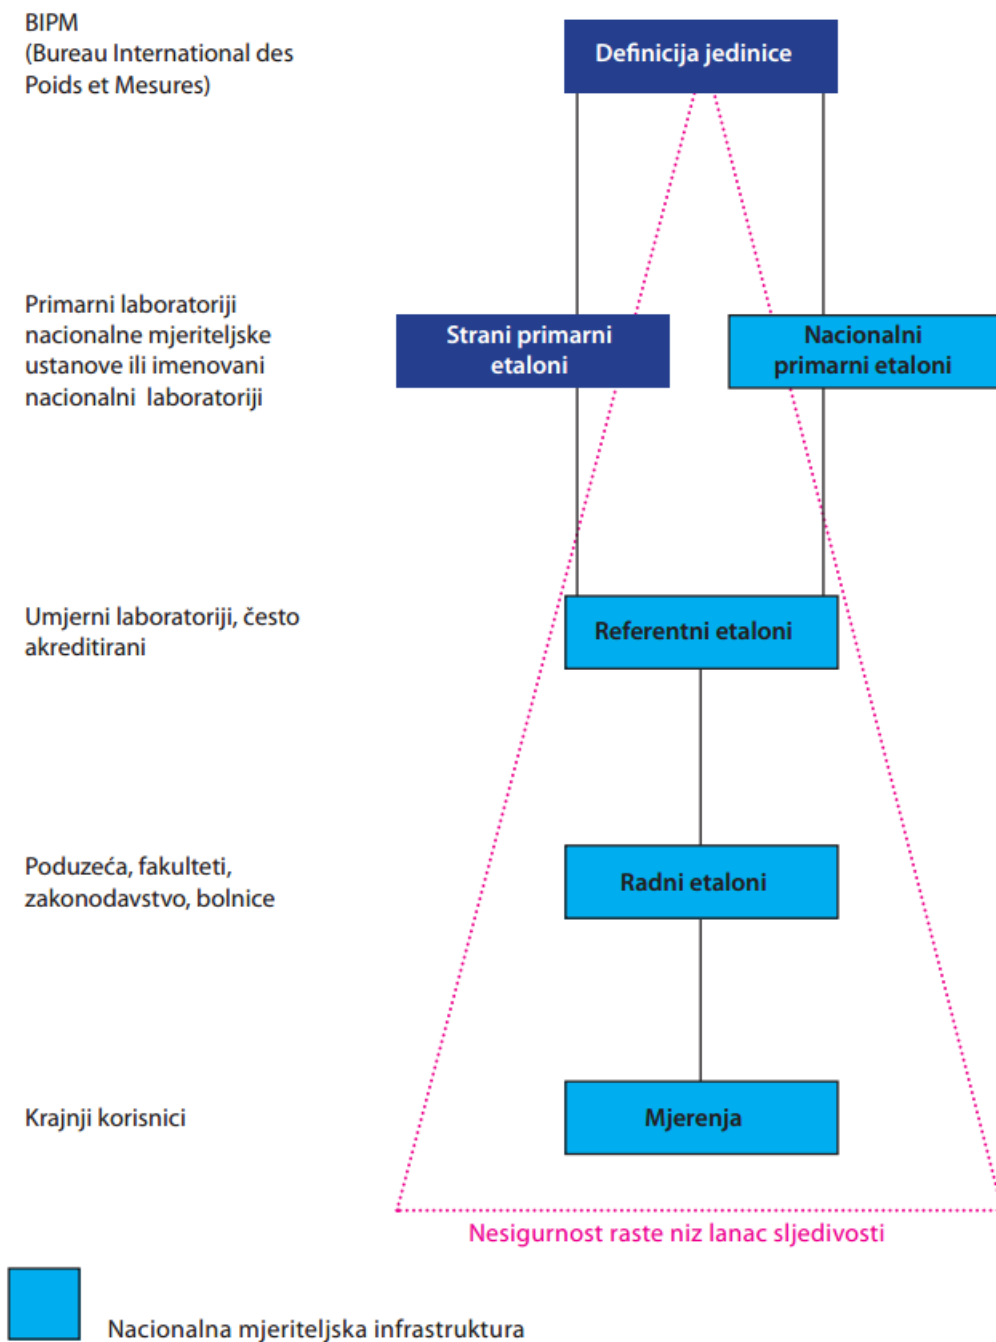 BIPM
(Bureau International des
Poids et Mesures)
Definicija jedinice
Primarni laboratoriji
nacionalne mjeriteljske
ustanove ili imenovani
nacionalni laboratoriji
Strani primarni
etaloni
Nacionalni
primarni etaloni
Umjerni laboratoriji, često
akreditirani
Referentni etaloni
Poduzeća, fakulteti,
zakonodavstvo, bolnice
Radni etaloni
Krajnji korisnici
Mjerenja
Nesigurnost raste niz lanac sljedivosti
Nacionalna mjeriteljska infrastruktura